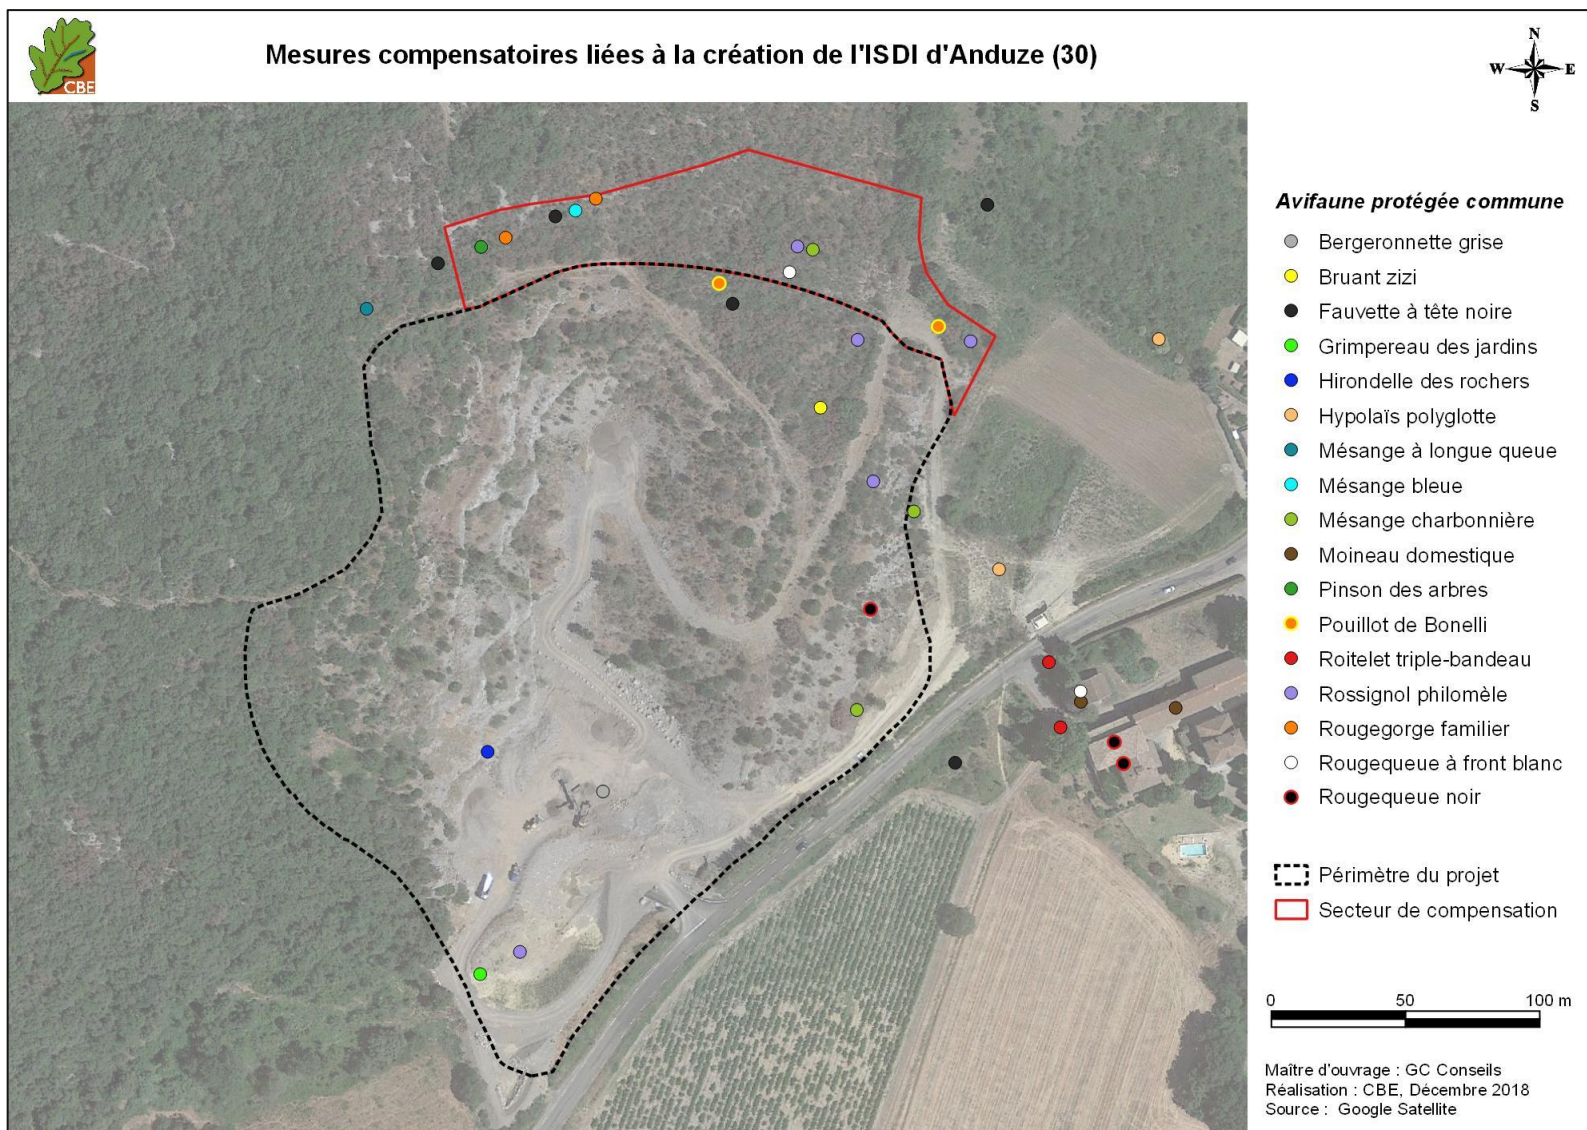 CBE
Mesures compensatoires liées à la création de l'ISDI d'Anduze (30)
N
W E
S
Avifaune protégée commune
Bergeronnette grise
Bruant zizi
Fauvette à tête noire
Grimpereau des jardins
Hirondelle des rochers
Hypolaïs polyglotte
Mésange à longue queue
Mésange bleue
Mésange charbonnière
Moineau domestique
Pinson des arbres
Pouillot de Bonelli
Roitelet triple-bandeau
Rossignol philomèle
Rougegorge familier
Rougequeue à front blanc
Rougequeue noir
Périmètre du projet
Secteur de compensation
0 50 100 m
Maître d'ouvrage : GC Conseils
Réalisation : CBE, Décembre 2018
Source : Google Satellite